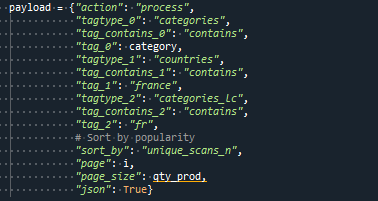 payload = {"action": "process",
"tagtype_0": "categories",
"tag_contains_0": "contains",
"tag_0": category,
"tagtype_1": "countries",
"tag_contains_1": "contains",
"tag_1": "france",
"tagtype_2": "categories_lc",
"tag_contains_2": "contains",
"tag_2": "fr",
# Sort by popularity
"sort_by": "unique_scans_n",
"page": i,
"page_size": qty_prod,
"json": True}